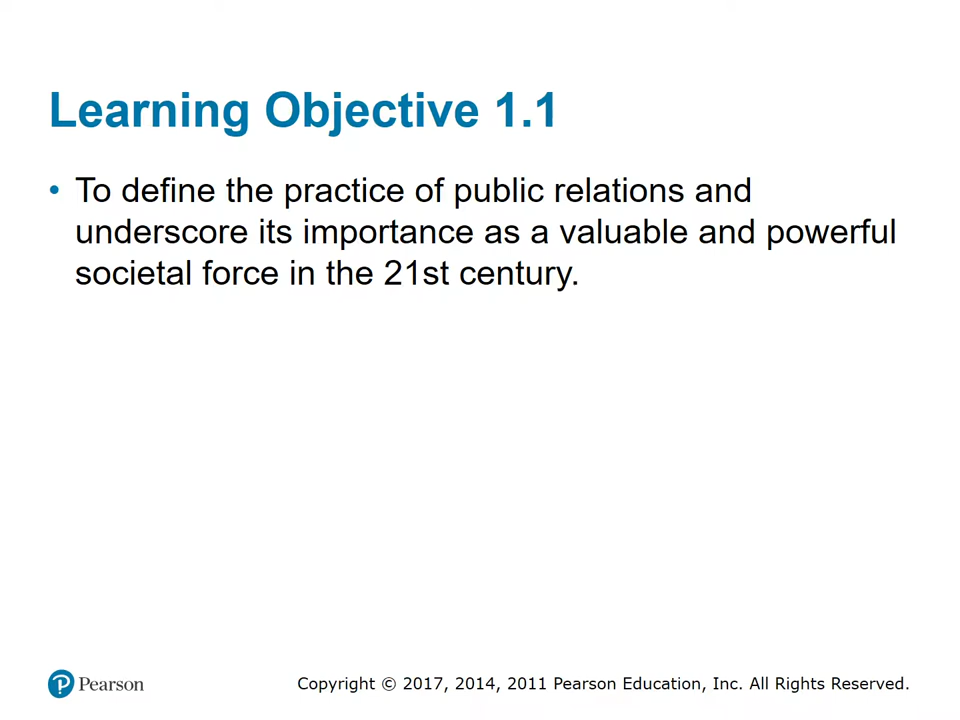 Learning Objective 1.1
• To define the practice of public relations and
underscore its importance as a valuable and powerful
societal force in the 21st century.
Pearson
Copyright © 2017, 2014, 2011 Pearson Education, Inc. All Rights Reserved.